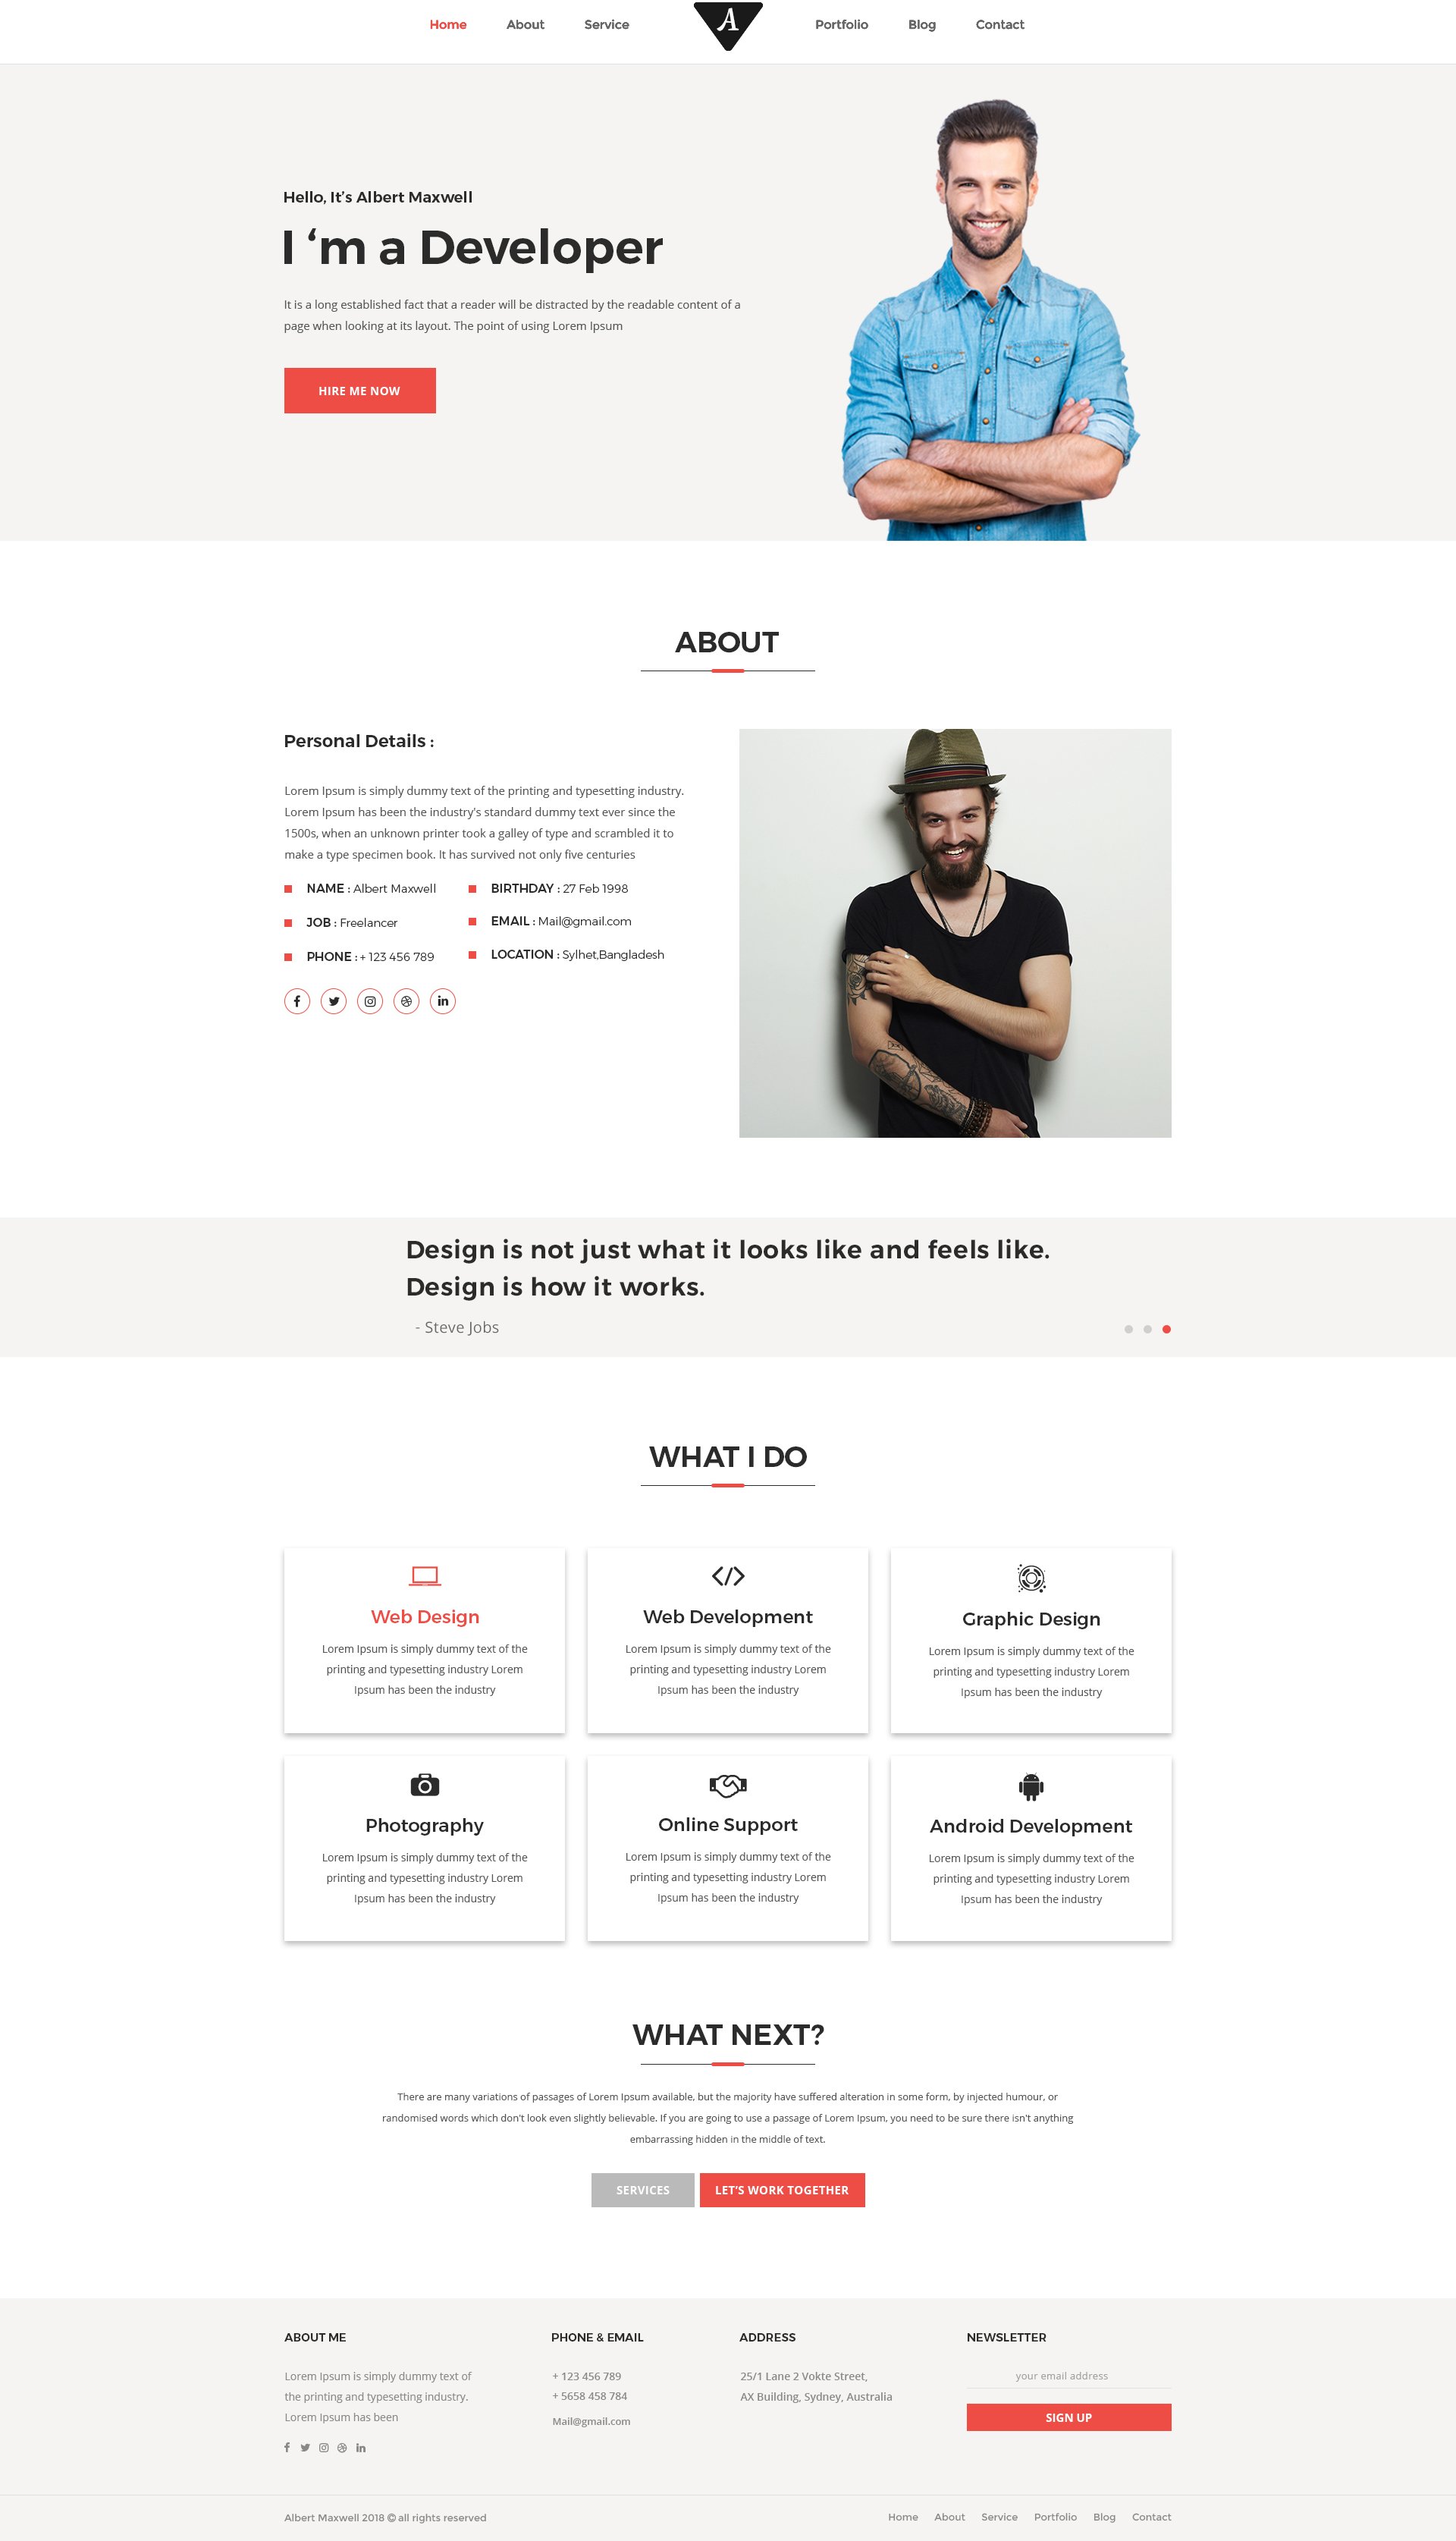 Home About Service A Portfolio Blog Contact
Hello, It’s Albert Maxwell
I ‘m a Developer
It is a long established fact that a reader will be distracted by the readable content of a
page when looking at its layout. The point of using Lorem Ipsum
HIRE ME NOW
ABOUT
Personal Details :
Lorem Ipsum is simply dummy text of the printing and typesetting industry.
Lorem Ipsum has been the industry's standard dummy text ever since the
1500s, when an unknown printer took a galley of type and scrambled it to
make a type specimen book. It has survived not only five centuries
NAME : Albert Maxwell
JOB : Freelancer
PHONE : + 123 456 789
BIRTHDAY : 27 Feb 1998
EMAIL : Mail@gmail.com
LOCATION : Sylhet,Bangladesh
Design is not just what it looks like and feels like.
Design is how it works.
- Steve Jobs
WHAT I DO
Web Design
Lorem Ipsum is simply dummy text of the
printing and typesetting industry Lorem
Ipsum has been the industry
Web Development
Lorem Ipsum is simply dummy text of the
printing and typesetting industry Lorem
Ipsum has been the industry
Graphic Design
Lorem Ipsum is simply dummy text of the
printing and typesetting industry Lorem
Ipsum has been the industry
Photography
Lorem Ipsum is simply dummy text of the
printing and typesetting industry Lorem
Ipsum has been the industry
Online Support
Lorem Ipsum is simply dummy text of the
printing and typesetting industry Lorem
Ipsum has been the industry
Android Development
Lorem Ipsum is simply dummy text of the
printing and typesetting industry Lorem
Ipsum has been the industry
WHAT NEXT?
There are many variations of passages of Lorem Ipsum available, but the majority have suffered alteration in some form, by injected humour, or
randomised words which don't look even slightly believable. If you are going to use a passage of Lorem Ipsum, you need to be sure there isn't anything
embarrassing hidden in the middle of text.
SERVICES
LET’S WORK TOGETHER
ABOUT ME
Lorem Ipsum is simply dummy text of
the printing and typesetting industry.
Lorem Ipsum has been
PHONE & EMAIL
+ 123 456 789
+ 5658 458 784
Mail@gmail.com
ADDRESS
25/1 Lane 2 Vokte Street,
AX Building, Sydney, Australia
NEWSLETTER
your email address
SIGN UP
Albert Maxwell 2018 © all rights reserved
Home About Service Portfolio Blog Contact